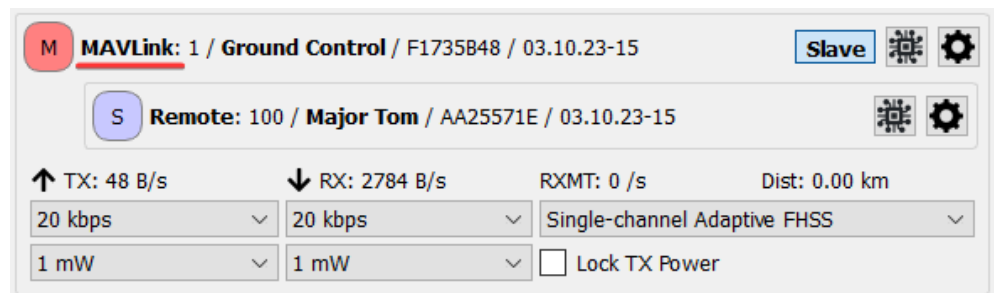 M MAVLink: 1 / Ground Control / F1735B48 / 03.10.23-15 Slave
S Remote: 100 / Major Tom / AA25571E / 03.10.23-15
TX: 48 B/s RX: 2784 B/s RXMT: 0 /s Dist: 0.00 km
20 kbps 20 kbps Single-channel Adaptive FHSS
1 mW 1 mW Lock TX Power